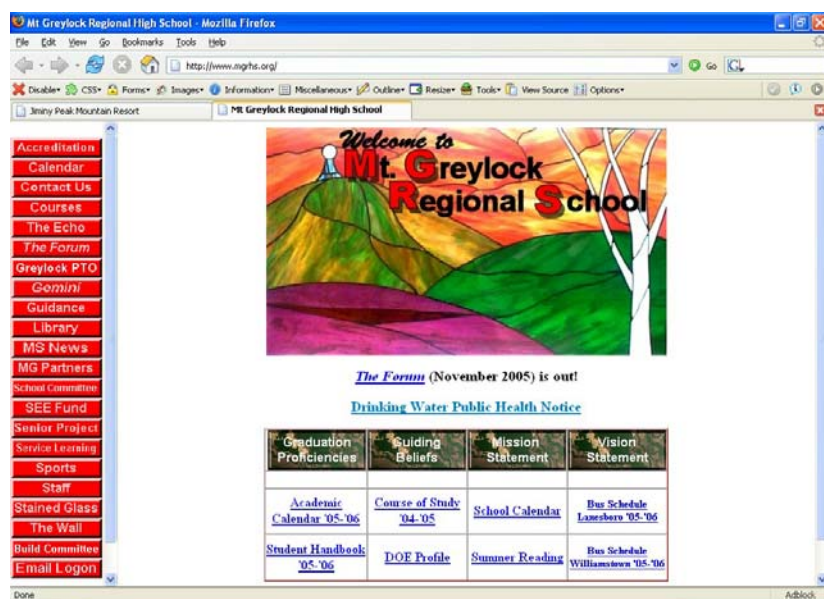 Mt Greylock Regional High School - Mozilla Firefox
File Edit View Go Bookmarks Tools Help
http://www.mgrhs.org/
Go
Disable CSS Forms Images Information Miscellaneous Outline Resize Tools View Source Options
Jiminy Peak Mountain Resort
Mt Greylock Regional High School
Accreditation
Calendar
Contact Us
Courses
The Echo
The Forum
Greylock PTO
Gemini
Guidance
Library
MS News
MG Partners
School Committee
SEE Fund
Senior Project
Service Learning
Sports
Staff
Stained Glass
The Wall
Build Committee
Email Logon
Welcome to
Mt. Greylock
Regional School
The Forum (November 2005) is out!
Drinking Water Public Health Notice
Graduation
Proficiencies
Guiding
Beliefs
Mission
Statement
Vision
Statement
Academic
Calendar '05-'06
Course of Study
'04-'05
School Calendar
Bus Schedule
Lanesboro '05-'06
Student Handbook
'05-'06
DOE Profile
Summer Reading
Bus Schedule
Williamstown '05-'06
Done
Adblock